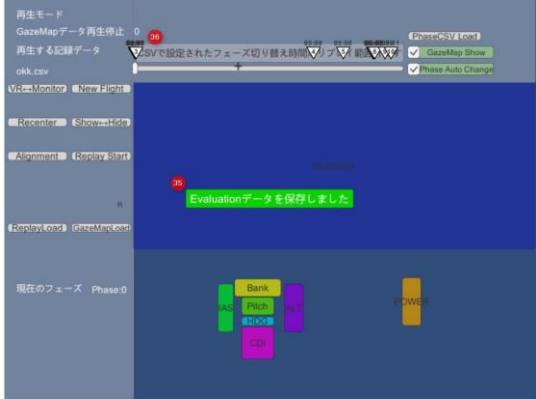 再生モード
GazeMapデータ再生停止 0
36
PhaseCSV Load
再生する記録データ
CSVで設定されたフェーズ切り替え時間
GazeMap Show
okk.csv
Phase Auto Change
VR↔Monitor New Flight
Recenter Show↔Hide
Alignment Replay Start
35
Evaluationデータを保存しました
R
ReplayLoad GazeMapLoad
現在のフェーズ Phase:0
Bank
IAS Pitch ALT POWER
HDG
CDI